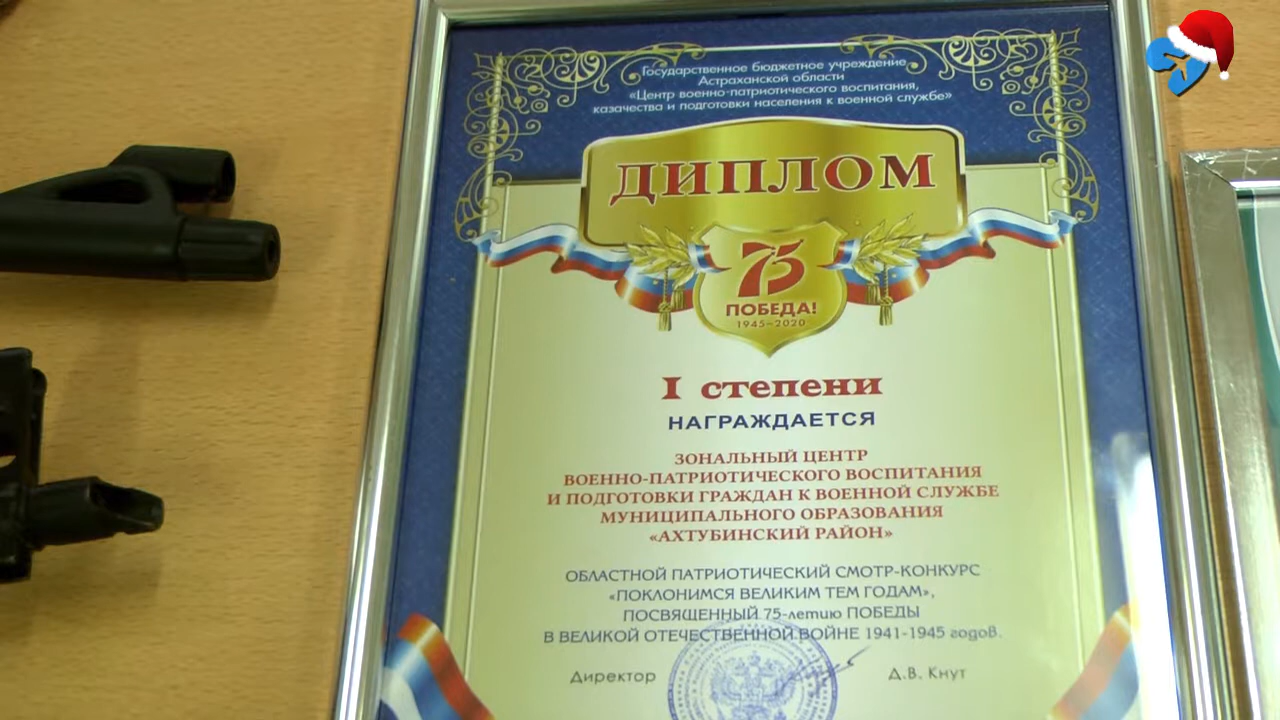 Государственное бюджетное учреждение
Астраханской области
«Центр военно-патриотического воспитания,
казачества и подготовки населения к военной службе»
ДИПЛОМ
75
ПОБЕДА!
1945–2020
I степени
НАГРАЖДАЕТСЯ
ЗОНАЛЬНЫЙ ЦЕНТР
ВОЕННО-ПАТРИОТИЧЕСКОГО ВОСПИТАНИЯ
И ПОДГОТОВКИ ГРАЖДАН К ВОЕННОЙ СЛУЖБЕ
МУНИЦИПАЛЬНОГО ОБРАЗОВАНИЯ
«АХТУБИНСКИЙ РАЙОН»
ОБЛАСТНОЙ ПАТРИОТИЧЕСКИЙ СМОТР-КОНКУРС
«ПОКЛОНИМСЯ ВЕЛИКИМ ТЕМ ГОДАМ»,
ПОСВЯЩЕННЫЙ 75-летию ПОБЕДЫ
В ВЕЛИКОЙ ОТЕЧЕСТВЕННОЙ ВОЙНЕ 1941-1945 годов.
Директор Д.В. Кнут